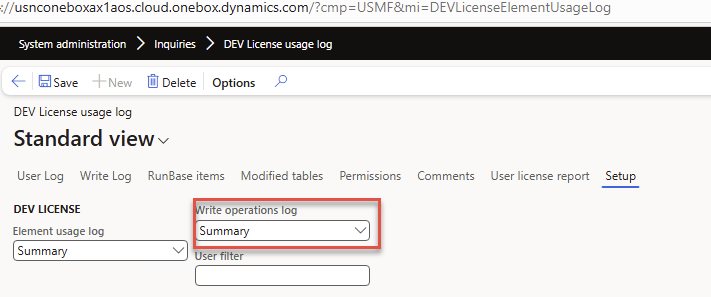 ://usnconeboxax1aos.cloud.onebox.dynamics.com/?cmp=USMF&mi=DEVLicenseElementUsageLog
System administration > Inquiries > DEV License usage log
Save + New Delete Options
DEV License usage log
Standard view
User Log Write Log RunBase items Modified tables Permissions Comments User license report Setup
DEV LICENSE
Element usage log
Summary
Write operations log
Summary
User filter